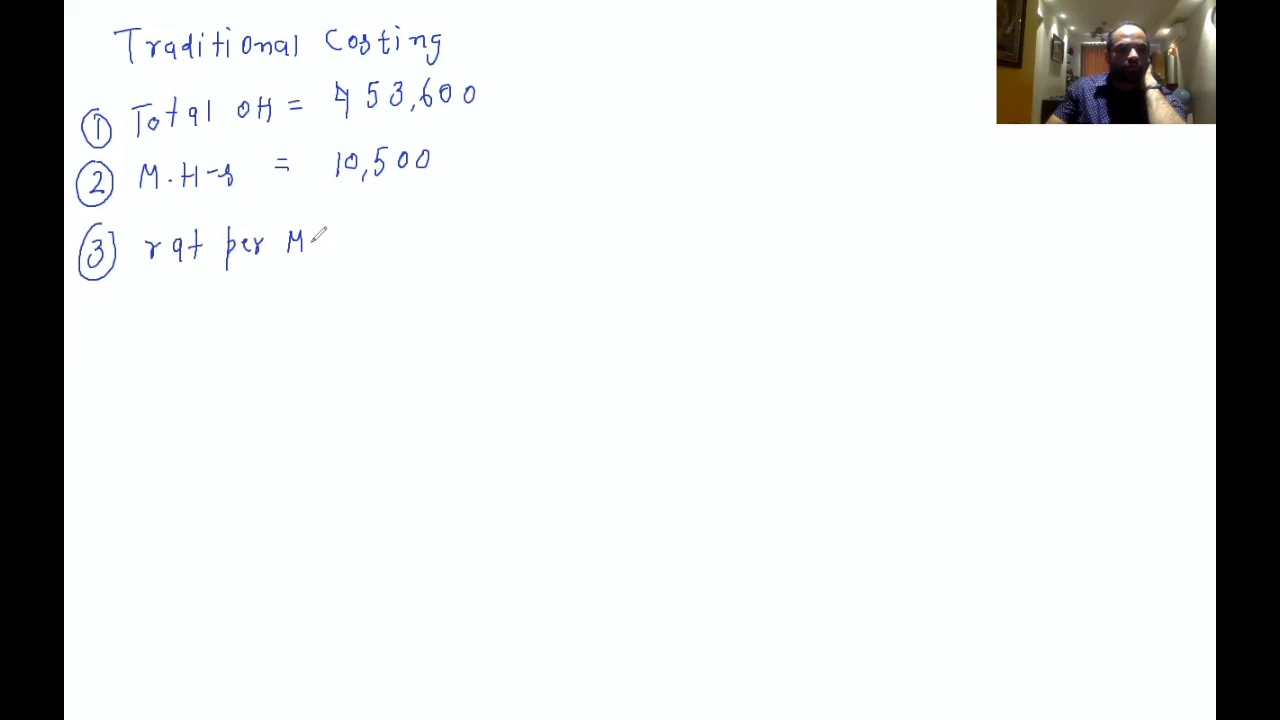 Traditional Costing
① Total OH = 453,600
② M.H-s = 10,500
③ rat per M